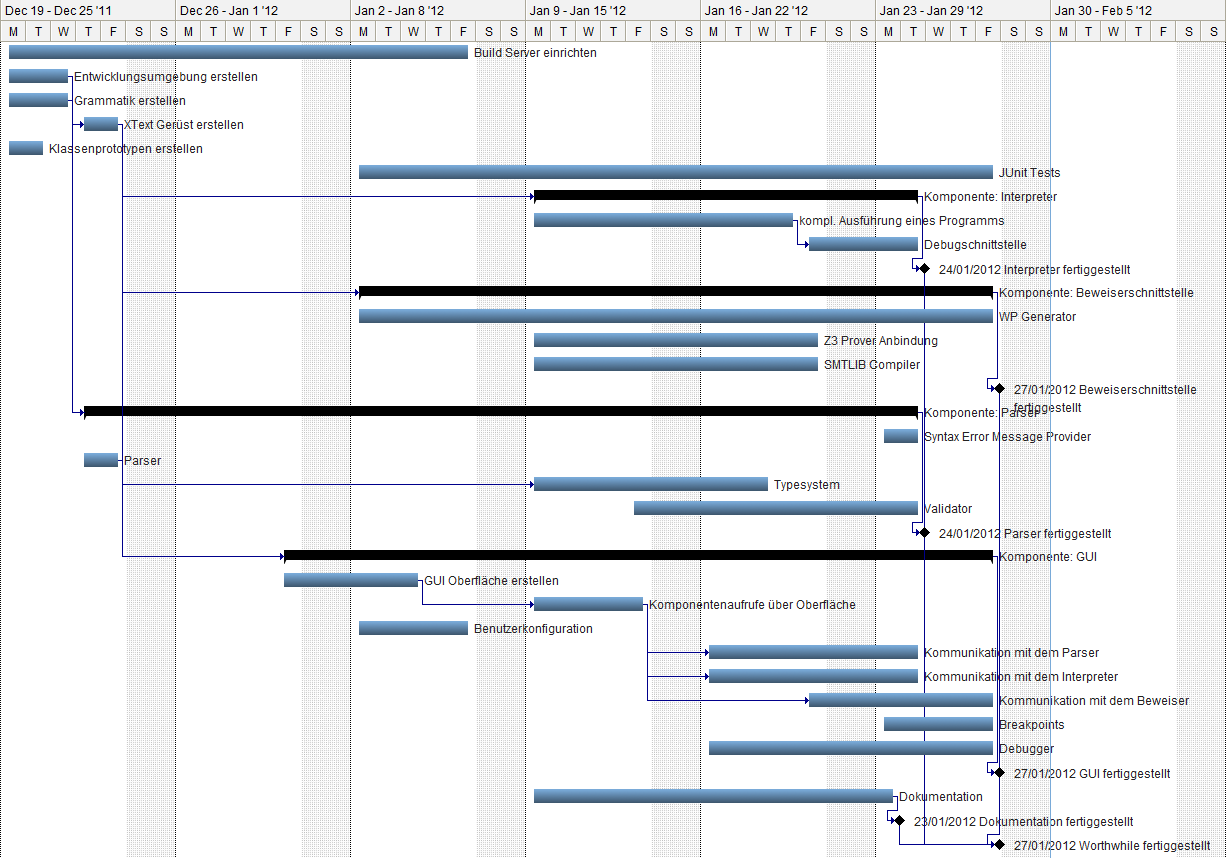 Dec 19 - Dec 25 '11 Dec 26 - Jan 1 '12 Jan 2 - Jan 8 '12 Jan 9 - Jan 15 '12 Jan 16 - Jan 22 '12 Jan 23 - Jan 29 '12 Jan 30 - Feb 5 '12
M T W T F S S M T W T F S S M T W T F S S M T W T F S S M T W T F S S M T W T F S S M T W T F S S
Build Server einrichten
Entwicklungsumgebung erstellen
Grammatik erstellen
XText Gerüst erstellen
Klassenprototypen erstellen
JUnit Tests
Komponente: Interpreter
kompl. Ausführung eines Programms
Debugschnittstelle
24/01/2012 Interpreter fertiggestellt
Komponente: Beweiserschnittstelle
WP Generator
Z3 Prover Anbindung
SMTLIB Compiler
27/01/2012 Beweiserschnittstelle
fertiggestellt
Komponente: Parser
Syntax Error Message Provider
Parser
Typesystem
Validator
24/01/2012 Parser fertiggestellt
Komponente: GUI
GUI Oberfläche erstellen
Komponentenaufrufe über Oberfläche
Benutzerkonfiguration
Kommunikation mit dem Parser
Kommunikation mit dem Interpreter
Kommunikation mit dem Beweiser
Breakpoints
Debugger
27/01/2012 GUI fertiggestellt
Dokumentation
23/01/2012 Dokumentation fertiggestellt
27/01/2012 Worthwhile fertiggestellt